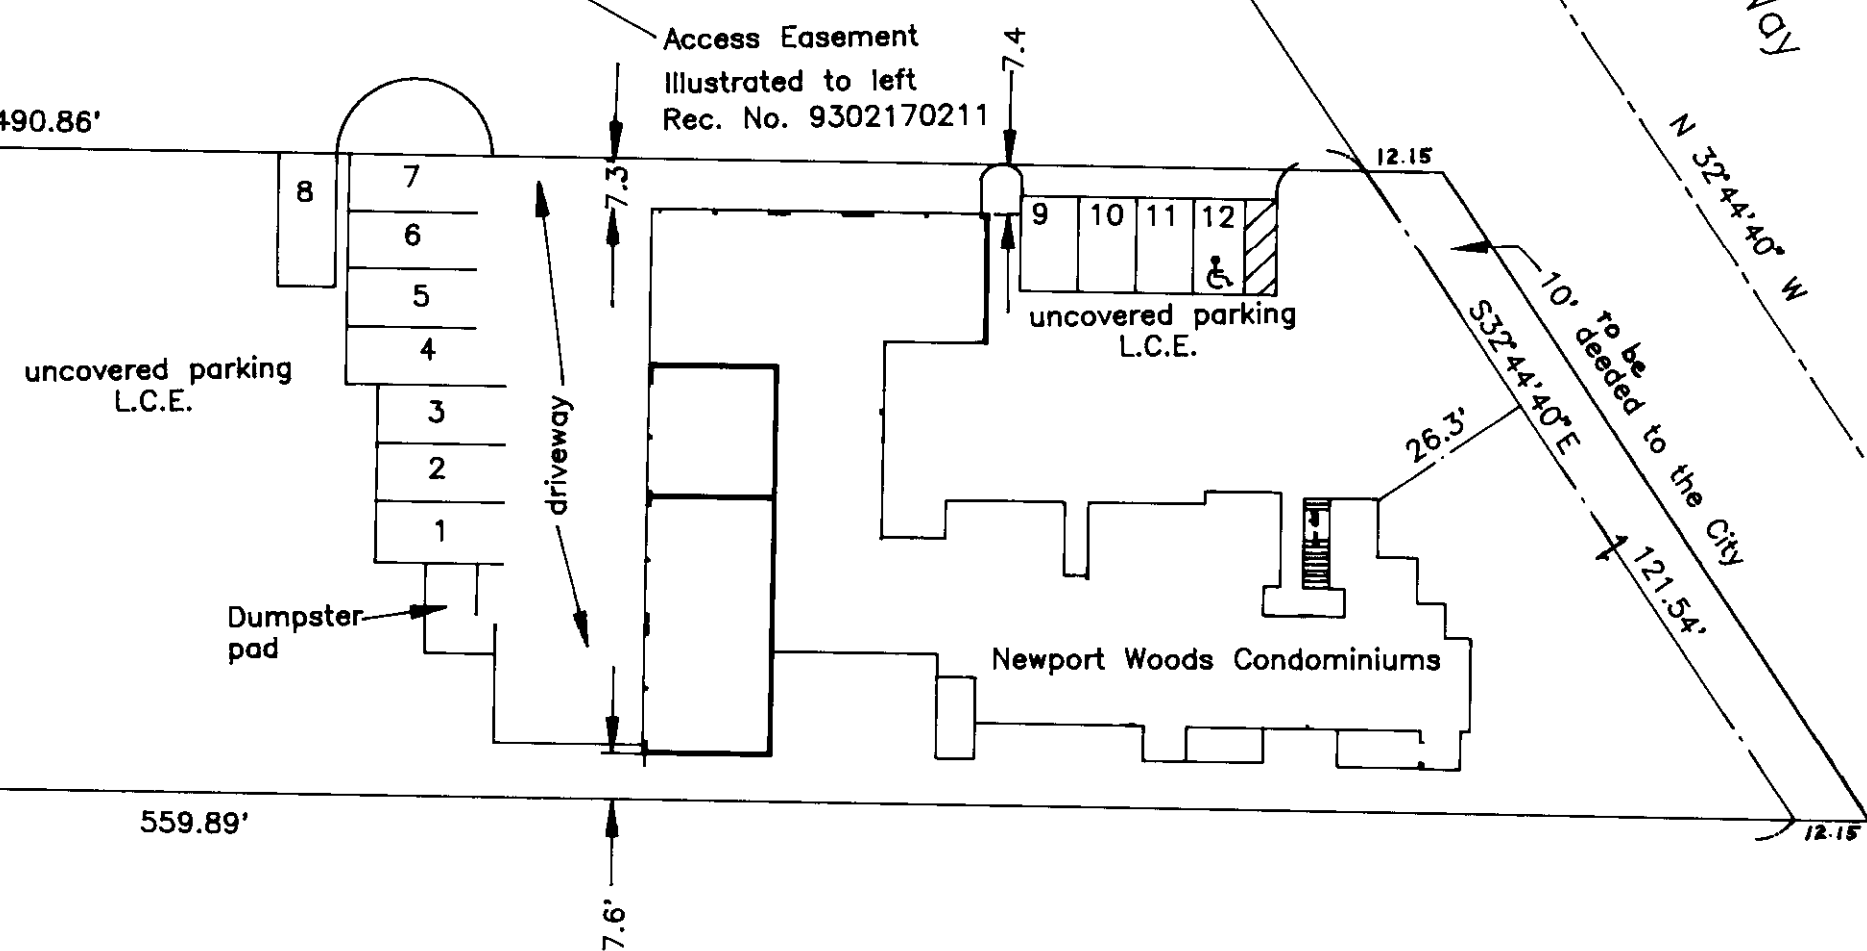 Way
Access Easement
Illustrated to left
Rec. No. 9302170211
7.4
490.86'
12.15
N 32°44'40" W
7.3
8
7
6
5
4
3
2
1
9
10
11
12
uncovered parking
L.C.E.
uncovered parking
L.C.E.
driveway
10' to be
deeded to the City
S32°44'40"E
26.3'
121.54'
Dumpster
pad
Newport Woods Condominiums
559.89'
12.15
7.6'